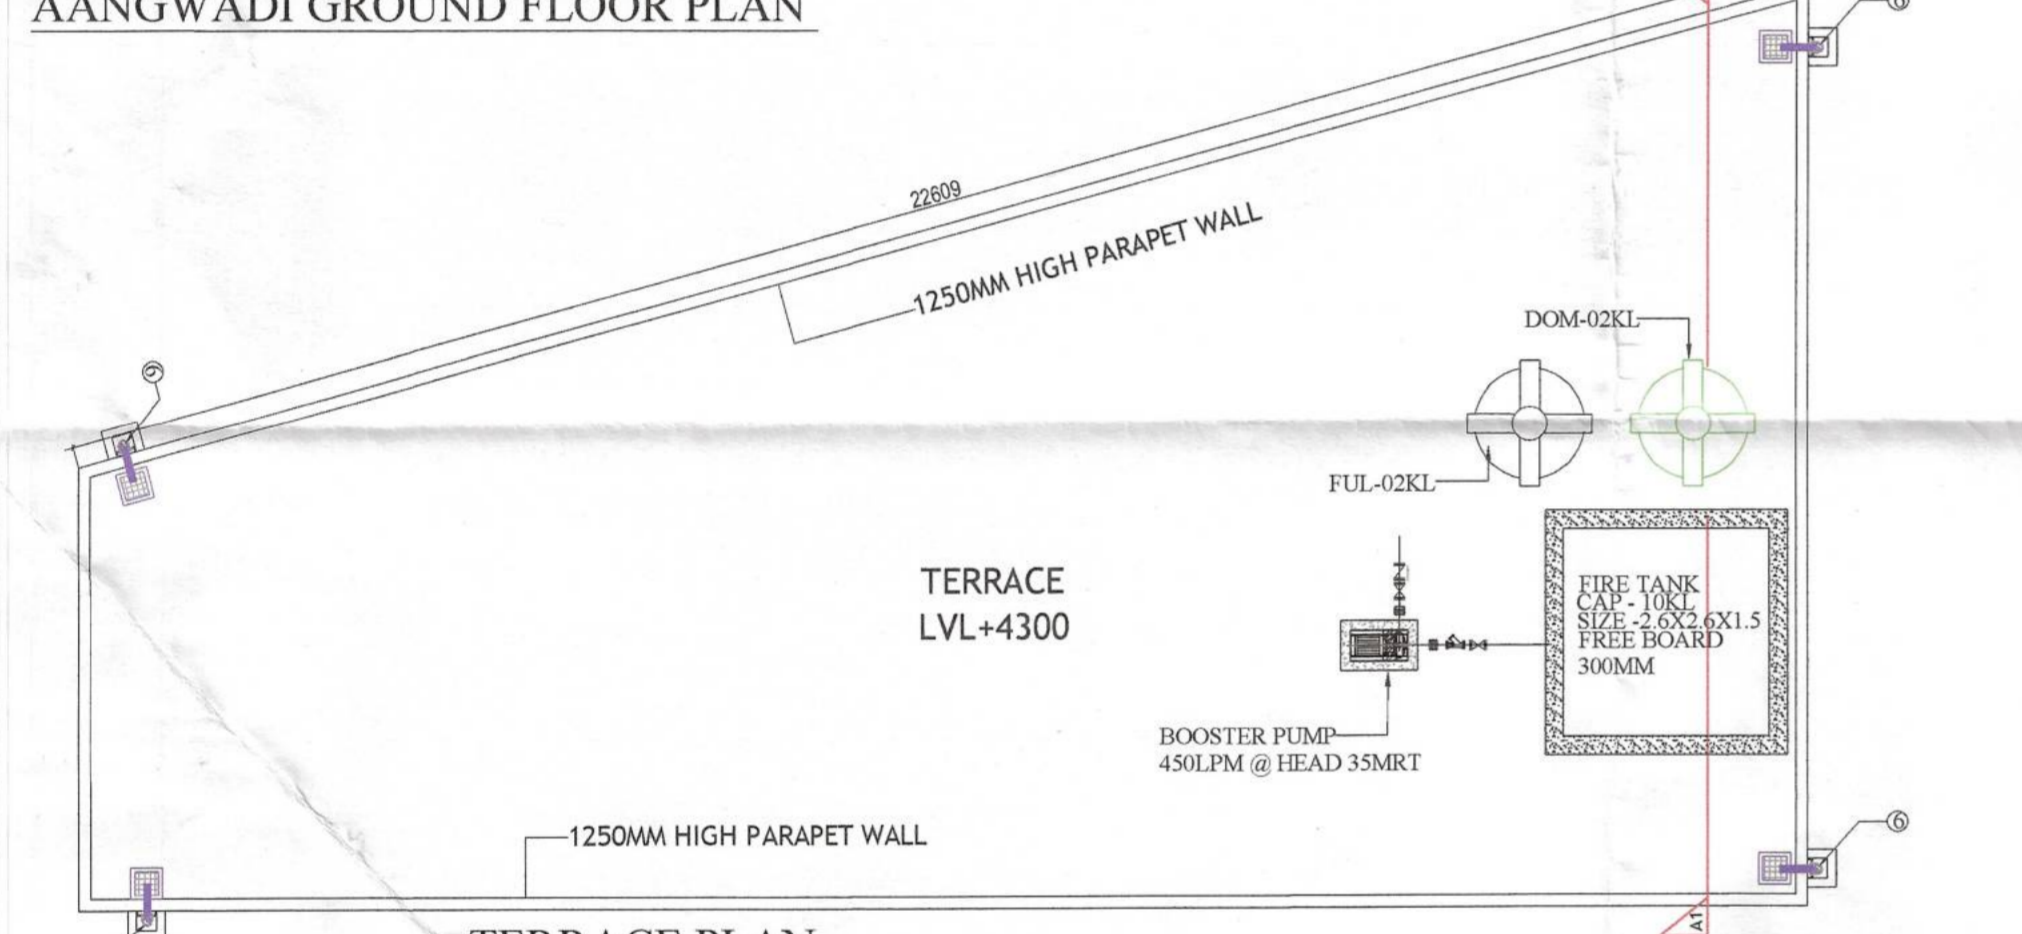 AANGWADI GROUND FLOOR PLAN
6
22609
1250MM HIGH PARAPET WALL
DOM-02KL
6
FUL-02KL
TERRACE
LVL+4300
FIRE TANK
CAP - 10KL
SIZE -2.6X2.6X1.5
FREE BOARD
300MM
BOOSTER PUMP
450LPM @ HEAD 35MRT
1250MM HIGH PARAPET WALL
6
A1
TERRACE PLAN